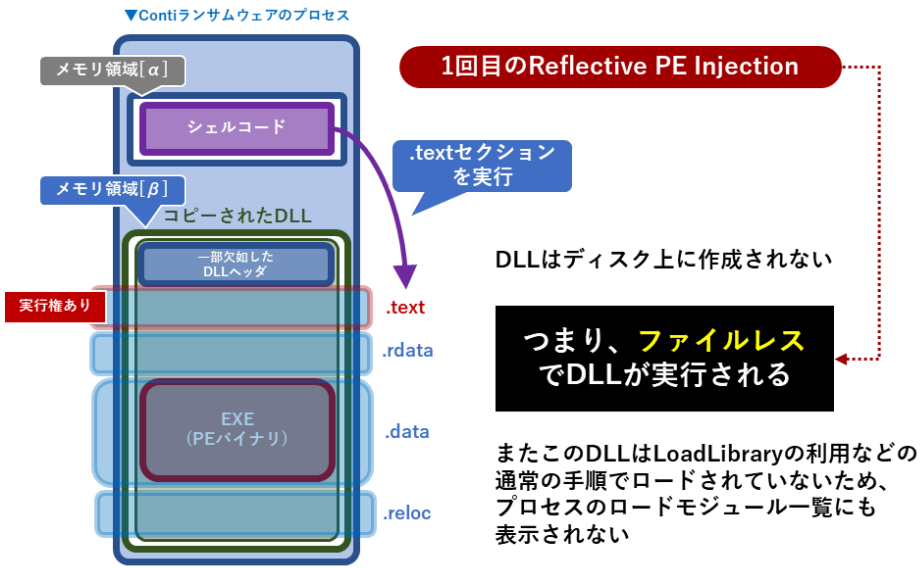 ▼Contiランサムウェアのプロセス
メモリ領域[α]
シェルコード
メモリ領域[β]
コピーされたDLL
一部欠如した
DLLヘッダ
実行権あり
.text
.rdata
EXE
(PEバイナリ)
.data
.reloc
1回目のReflective PE Injection
.textセクション
を実行
DLLはディスク上に作成されない
つまり、ファイルレス
でDLLが実行される
またこのDLLはLoadLibraryの利用などの
通常の手順でロードされていないため、
プロセスのロードモジュール一覧にも
表示されない